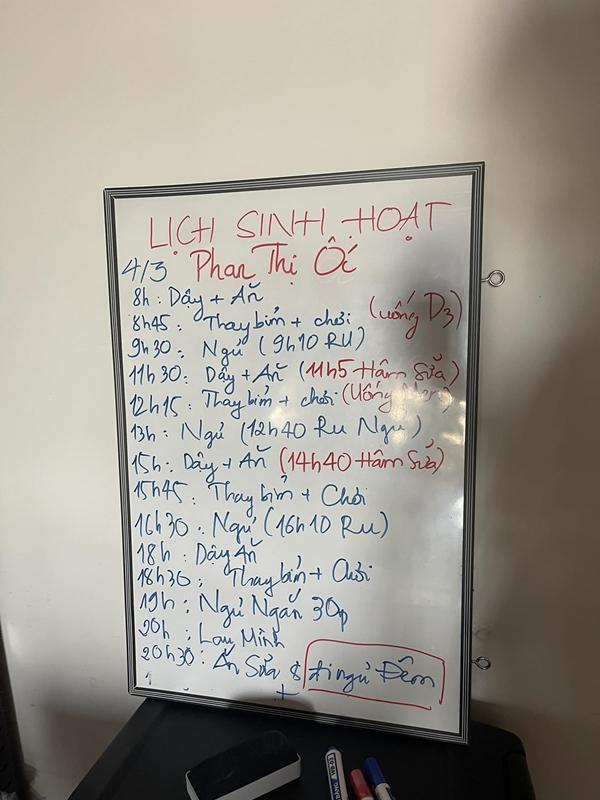 LỊCH SINH HOẠT
4/3 Phan Thị Ốc
8h: Dậy + Ăn
8h45: Thay bỉm + chơi (uống D3)
9h30: Ngủ (9h10 RU)
11h30: Dậy + Ăn (11h5 Hâm Sữa)
12h15: Thay bỉm + chơi (Uống Men)
13h: Ngủ (12h40 Ru Ngủ)
15h: Dậy + Ăn (14h40 Hâm Sữa)
15h45: Thay bỉm + Chơi
16h30: Ngủ (16h10 RU)
18h: Dậy Ăn
18h30: Thay bỉm + Chơi
19h: Ngủ Ngắn 30p
20h: Lau Mình
20h30: Ăn Sữa & đi ngủ Đêm
+